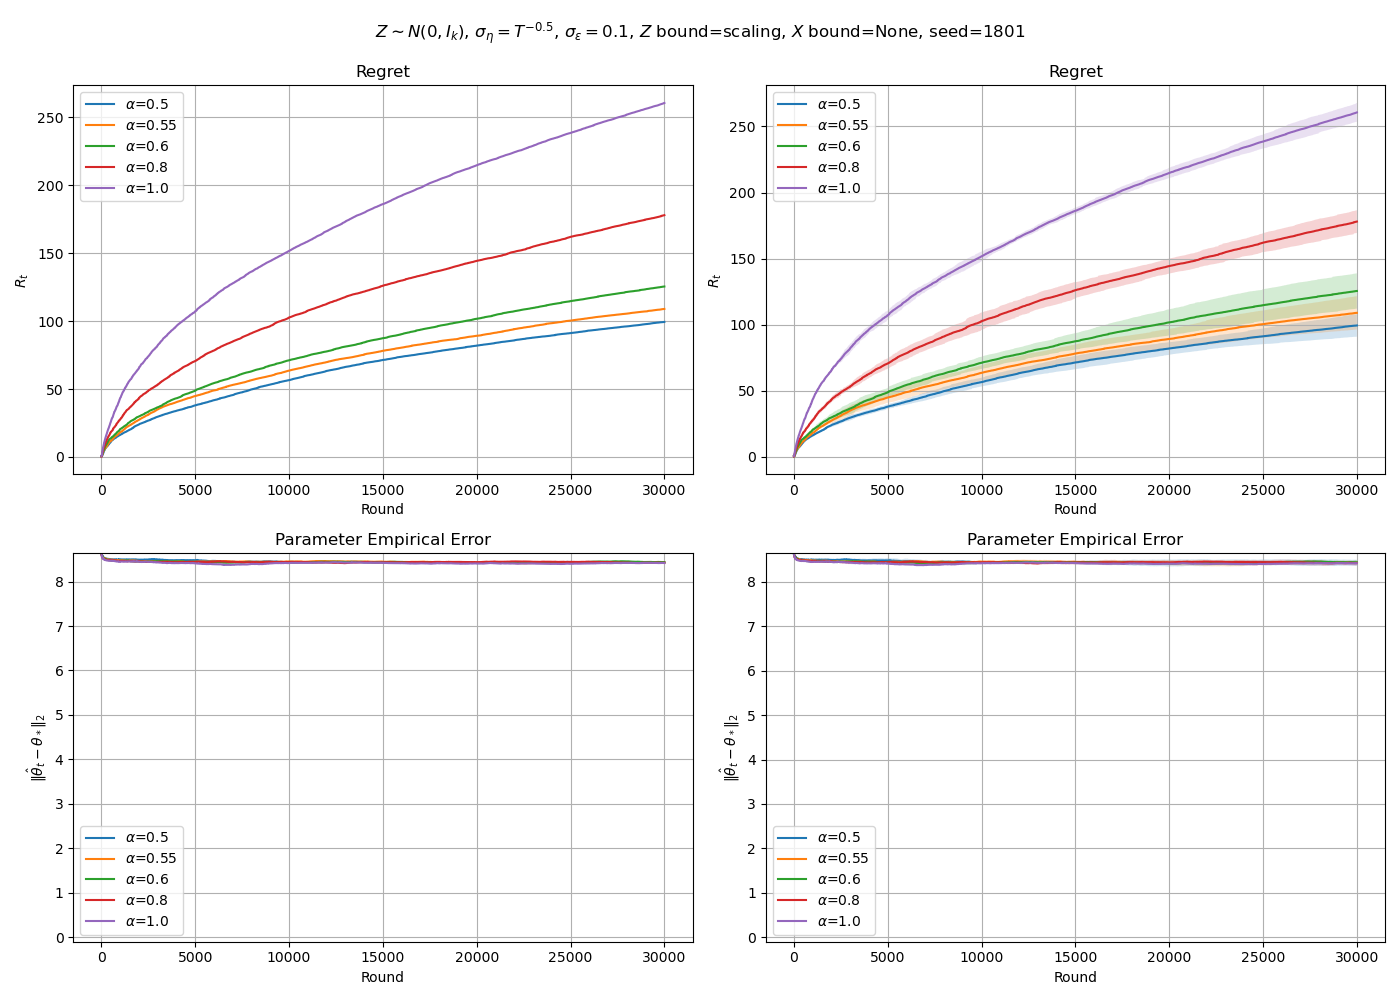 Z ~ N(0, I_k), σ_η = T^{-0.5}, σ_ε = 0.1, Z bound=scaling, X bound=None, seed=1801
Regret
α=0.5
α=0.55
α=0.6
α=0.8
α=1.0
250
200
150
100
50
0
R_t
0 5000 10000 15000 20000 25000 30000
Round
Regret
α=0.5
α=0.55
α=0.6
α=0.8
α=1.0
250
200
150
100
50
0
R_t
0 5000 10000 15000 20000 25000 30000
Round
Parameter Empirical Error
8
7
6
5
4
3
2
1
0
‖θ̂_t − θ_*‖_2
α=0.5
α=0.55
α=0.6
α=0.8
α=1.0
0 5000 10000 15000 20000 25000 30000
Round
Parameter Empirical Error
8
7
6
5
4
3
2
1
0
‖θ̂_t − θ_*‖_2
α=0.5
α=0.55
α=0.6
α=0.8
α=1.0
0 5000 10000 15000 20000 25000 30000
Round